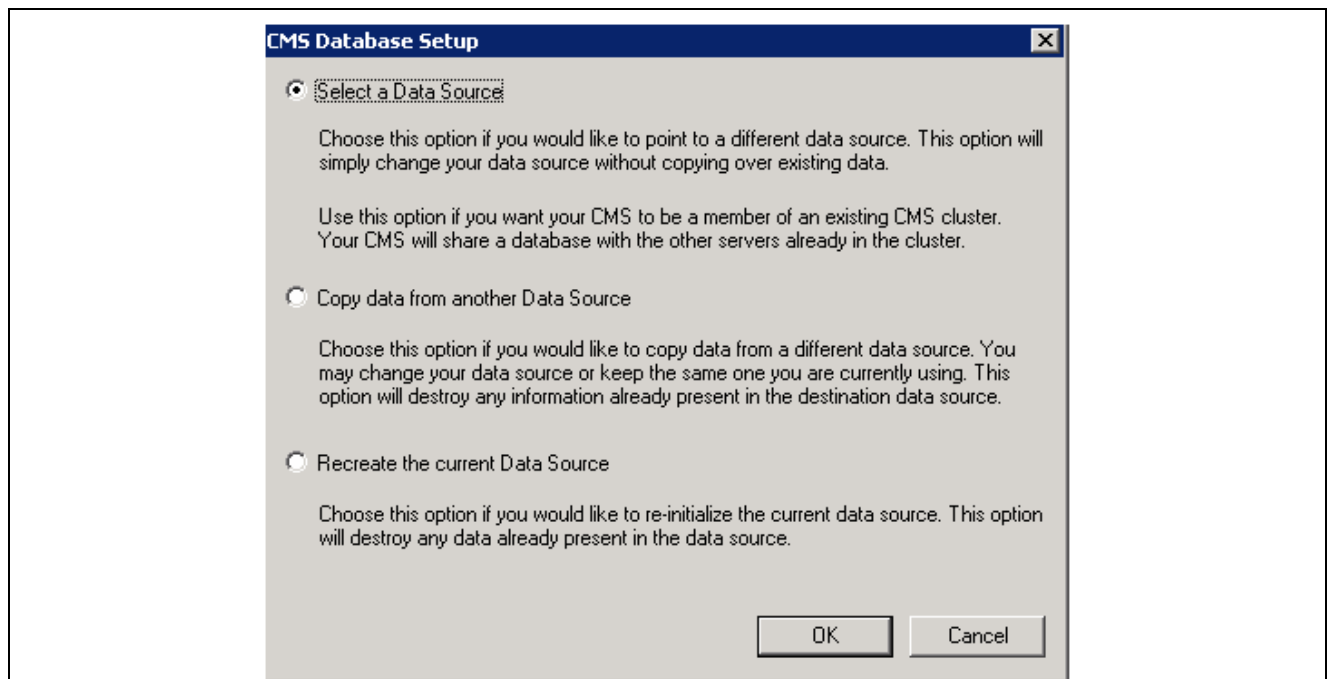 CMS Database Setup
Select a Data Source
Choose this option if you would like to point to a different data source. This option will
simply change your data source without copying over existing data.
Use this option if you want your CMS to be a member of an existing CMS cluster.
Your CMS will share a database with the other servers already in the cluster.
Copy data from another Data Source
Choose this option if you would like to copy data from a different data source. You
may change your data source or keep the same one you are currently using. This
option will destroy any information already present in the destination data source.
Recreate the current Data Source
Choose this option if you would like to re-initialize the current data source. This option
will destroy any data already present in the data source.
OK
Cancel